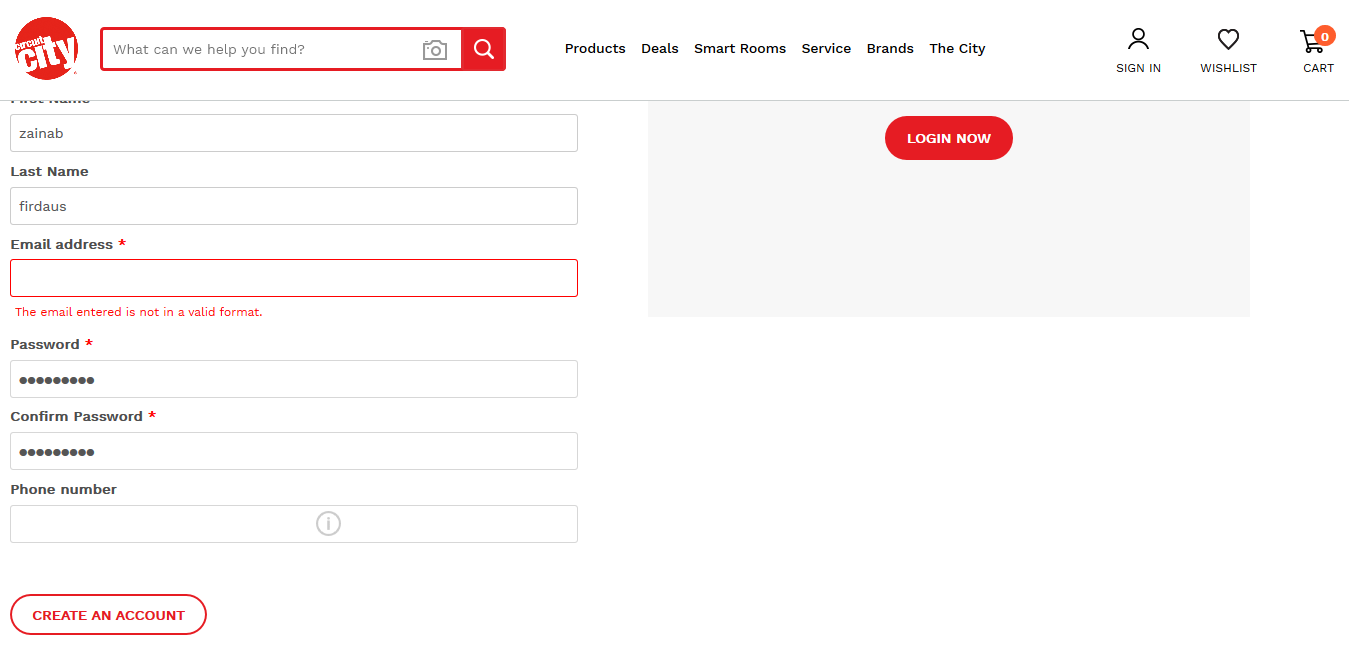 circuit
city
What can we help you find?
Products Deals Smart Rooms Service Brands The City
SIGN IN
WISHLIST
0
CART
First Name
zainab
LOGIN NOW
Last Name
firdaus
Email address *
The email entered is not in a valid format.
Password *
●●●●●●●●●
Confirm Password *
●●●●●●●●●
Phone number
i
CREATE AN ACCOUNT